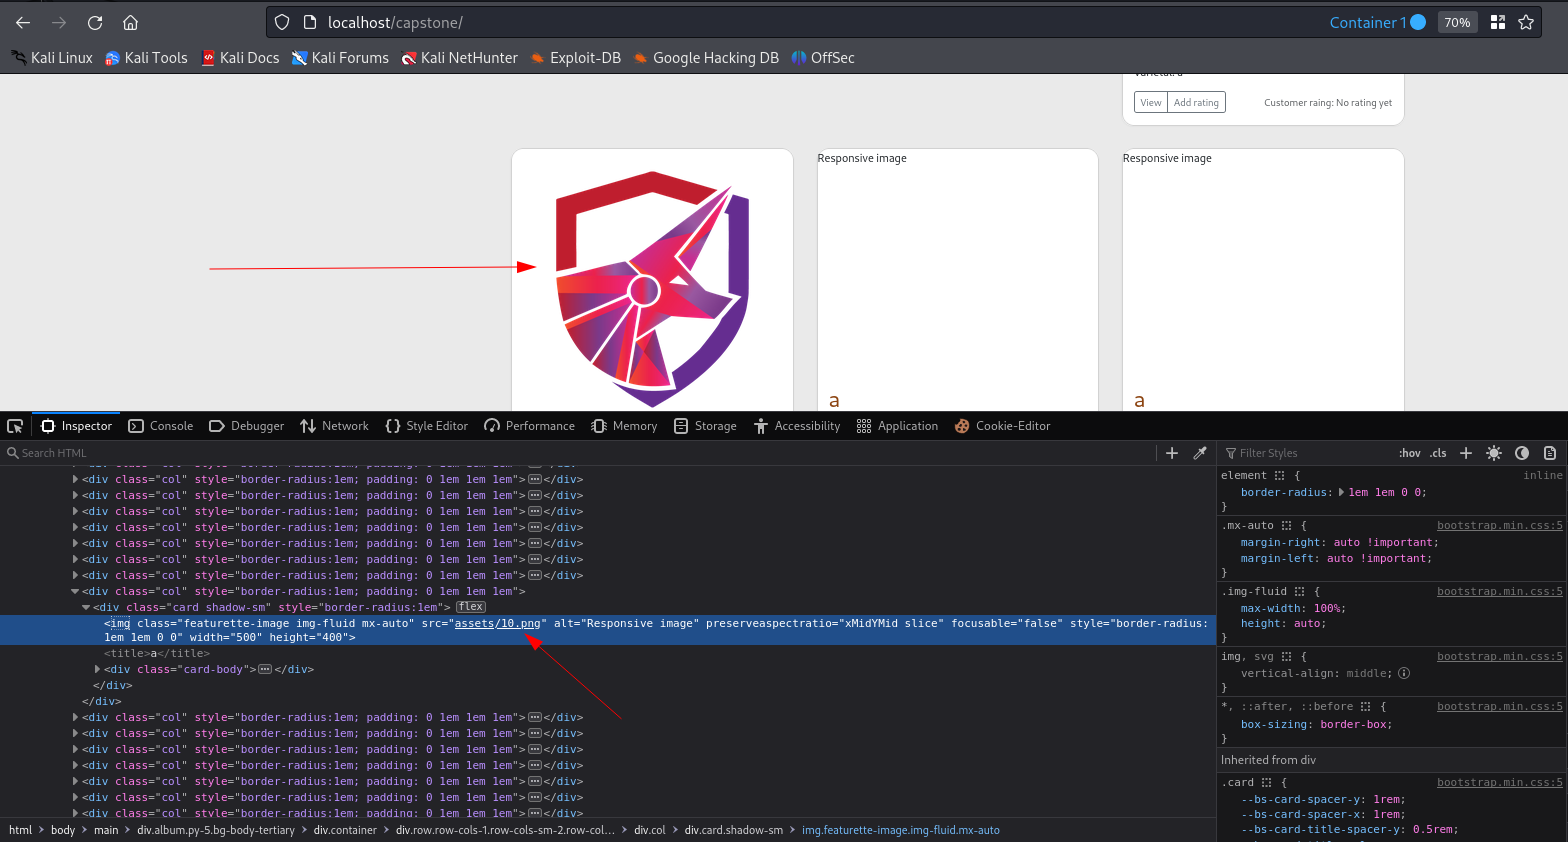 localhost/capstone/
Container 1
70%
Kali Linux
Kali Tools
Kali Docs
Kali Forums
Kali NetHunter
Exploit-DB
Google Hacking DB
OffSec
View
Add rating
Customer raing: No rating yet
Responsive image
Responsive image
a
a
Inspector
Console
Debugger
Network
Style Editor
Performance
Memory
Storage
Accessibility
Application
Cookie-Editor
Search HTML
<div class="col" style="border-radius:1em; padding: 0 1em 1em 1em"></div>
<div class="col" style="border-radius:1em; padding: 0 1em 1em 1em"></div>
<div class="col" style="border-radius:1em; padding: 0 1em 1em 1em"></div>
<div class="col" style="border-radius:1em; padding: 0 1em 1em 1em"></div>
<div class="col" style="border-radius:1em; padding: 0 1em 1em 1em"></div>
<div class="col" style="border-radius:1em; padding: 0 1em 1em 1em"></div>
<div class="col" style="border-radius:1em; padding: 0 1em 1em 1em"></div>
<div class="col" style="border-radius:1em; padding: 0 1em 1em 1em">
<div class="card shadow-sm" style="border-radius:1em"> flex
<img class="featurette-image img-fluid mx-auto" src="assets/10.png" alt="Responsive image" preserveaspectratio="xMidYMid slice" focusable="false" style="border-radius:
1em 1em 0 0" width="500" height="400">
<title>a</title>
<div class="card-body"></div>
</div>
</div>
<div class="col" style="border-radius:1em; padding: 0 1em 1em 1em"></div>
<div class="col" style="border-radius:1em; padding: 0 1em 1em 1em"></div>
<div class="col" style="border-radius:1em; padding: 0 1em 1em 1em"></div>
<div class="col" style="border-radius:1em; padding: 0 1em 1em 1em"></div>
<div class="col" style="border-radius:1em; padding: 0 1em 1em 1em"></div>
<div class="col" style="border-radius:1em; padding: 0 1em 1em 1em"></div>
<div class="col" style="border-radius:1em; padding: 0 1em 1em 1em"></div>
html > body > main > div.album.py-5.bg-body-tertiary > div.container > div.row.row-cols-1.row-cols-sm-2.row-col... > div.col > div.card.shadow-sm > img.featurette-image.img-fluid.mx-auto
Filter Styles
:hov .cls
element { inline
border-radius: 1em 1em 0 0;
}
.mx-auto { bootstrap.min.css:5
margin-right: auto !important;
margin-left: auto !important;
}
.img-fluid { bootstrap.min.css:5
max-width: 100%;
height: auto;
}
img, svg { bootstrap.min.css:5
vertical-align: middle;
}
*, ::after, ::before { bootstrap.min.css:5
box-sizing: border-box;
}
Inherited from div
.card { bootstrap.min.css:5
--bs-card-spacer-y: 1rem;
--bs-card-spacer-x: 1rem;
--bs-card-title-spacer-y: 0.5rem;